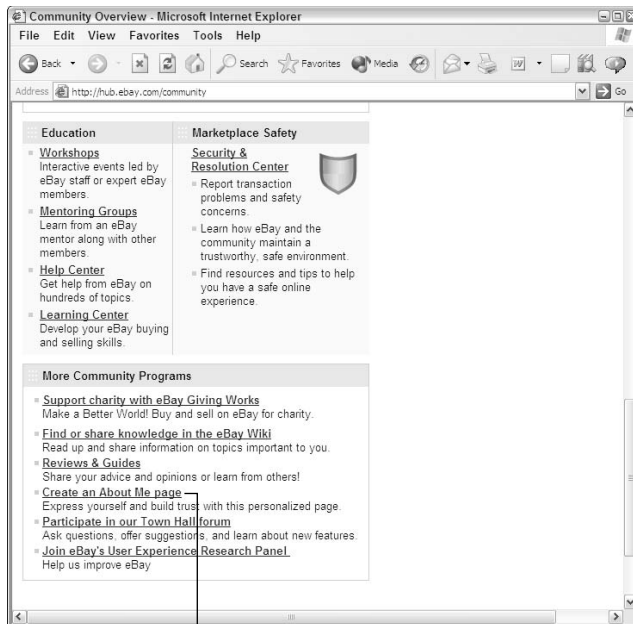 Community Overview - Microsoft Internet Explorer
File Edit View Favorites Tools Help
Back Search Favorites Media
Address http://hub.ebay.com/community Go
Education
Workshops
Interactive events led by
eBay staff or expert eBay
members.
Mentoring Groups
Learn from an eBay
mentor along with other
members.
Help Center
Get help from eBay on
hundreds of topics.
Learning Center
Develop your eBay buying
and selling skills.
Marketplace Safety
Security &
Resolution Center
Report transaction
problems and safety
concerns.
Learn how eBay and the
community maintain a
trustworthy, safe environment.
Find resources and tips to help
you have a safe online
experience.
More Community Programs
Support charity with eBay Giving Works
Make a Better World! Buy and sell on eBay for charity.
Find or share knowledge in the eBay Wiki
Read up and share information on topics important to you.
Reviews & Guides
Share your advice and opinions or learn from others!
Create an About Me page
Express yourself and build trust with this personalized page.
Participate in our Town Hall forum
Ask questions, offer suggestions, and learn about new features.
Join eBay's User Experience Research Panel
Help us improve eBay